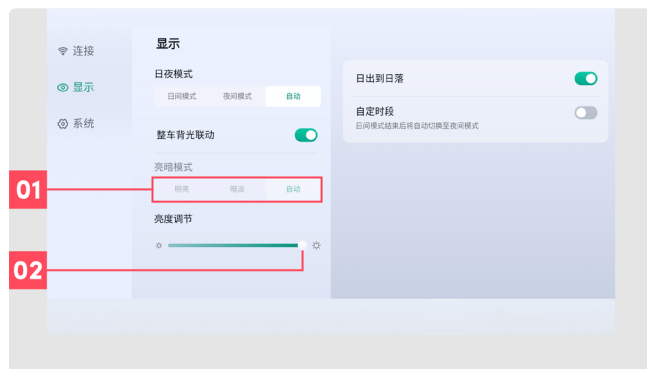 连接
显示
系统
显示
日夜模式
日间模式 夜间模式 自动
整车背光联动
亮暗模式
明亮 暗淡 自动
亮度调节
日出到日落
自定时段
日间模式结束后将自动切换至夜间模式
01
02